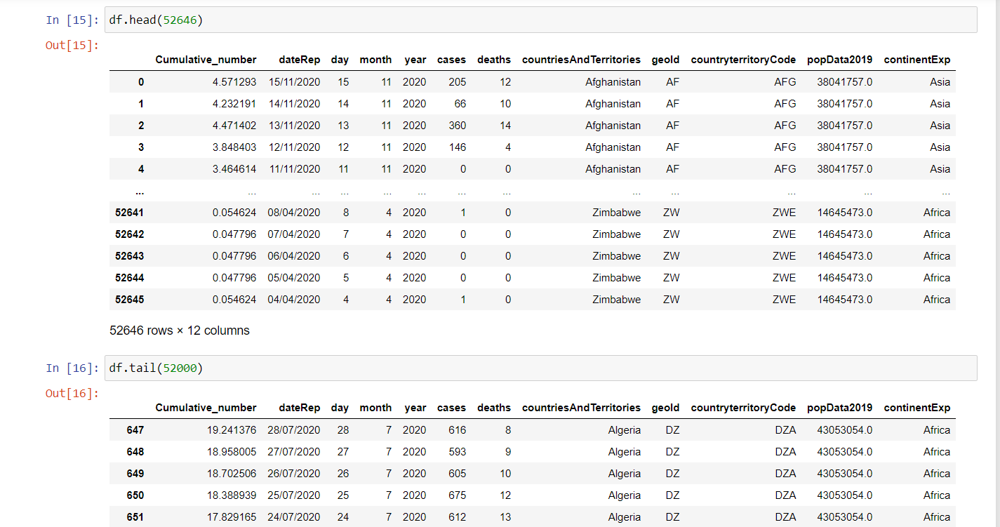 In [15]: df.head(52646)
Out[15]:
Cumulative_number dateRep day month year cases deaths countriesAndTerritories geoId countryterritoryCode popData2019 continentExp
0 4.571293 15/11/2020 15 11 2020 205 12 Afghanistan AF AFG 38041757.0 Asia
1 4.232191 14/11/2020 14 11 2020 66 10 Afghanistan AF AFG 38041757.0 Asia
2 4.471402 13/11/2020 13 11 2020 360 14 Afghanistan AF AFG 38041757.0 Asia
3 3.848403 12/11/2020 12 11 2020 146 4 Afghanistan AF AFG 38041757.0 Asia
4 3.464614 11/11/2020 11 11 2020 0 0 Afghanistan AF AFG 38041757.0 Asia
... ... ... ... ... ... ... ... ... ... ... ... ...
52641 0.054624 08/04/2020 8 4 2020 1 0 Zimbabwe ZW ZWE 14645473.0 Africa
52642 0.047796 07/04/2020 7 4 2020 0 0 Zimbabwe ZW ZWE 14645473.0 Africa
52643 0.047796 06/04/2020 6 4 2020 0 0 Zimbabwe ZW ZWE 14645473.0 Africa
52644 0.047796 05/04/2020 5 4 2020 0 0 Zimbabwe ZW ZWE 14645473.0 Africa
52645 0.054624 04/04/2020 4 4 2020 1 0 Zimbabwe ZW ZWE 14645473.0 Africa
52646 rows × 12 columns
In [16]: df.tail(52000)
Out[16]:
Cumulative_number dateRep day month year cases deaths countriesAndTerritories geoId countryterritoryCode popData2019 continentExp
647 19.241376 28/07/2020 28 7 2020 616 8 Algeria DZ DZA 43053054.0 Africa
648 18.958005 27/07/2020 27 7 2020 593 9 Algeria DZ DZA 43053054.0 Africa
649 18.702506 26/07/2020 26 7 2020 605 10 Algeria DZ DZA 43053054.0 Africa
650 18.388939 25/07/2020 25 7 2020 675 12 Algeria DZ DZA 43053054.0 Africa
651 17.829165 24/07/2020 24 7 2020 612 13 Algeria DZ DZA 43053054.0 Africa